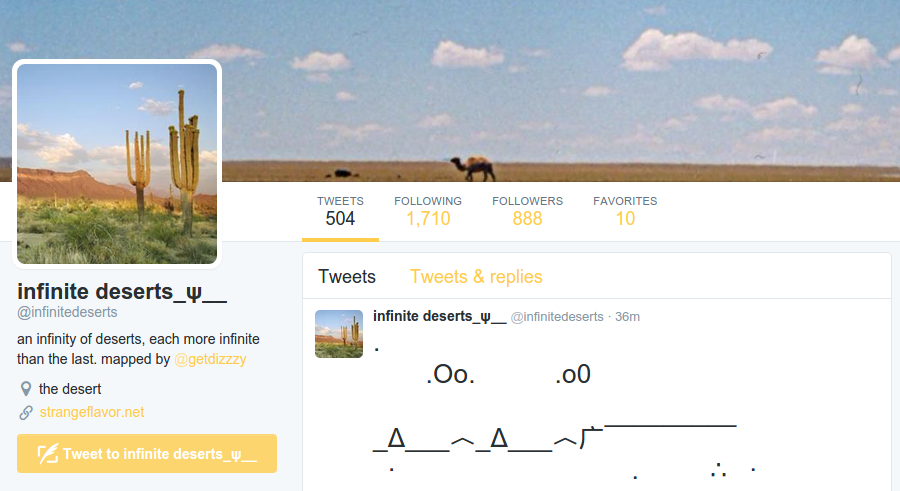 TWEETS FOLLOWING FOLLOWERS FAVORITES
504 1,710 888 10
infinite deserts_ψ__
@infinitedeserts
an infinity of deserts, each more infinite
than the last. mapped by @getdizzzy
the desert
strangeflavor.net
Tweet to infinite deserts_ψ__
Tweets Tweets & replies
infinite deserts_ψ__ @infinitedeserts · 36m
.
.Oo. .o0
_Δ___︿_Δ___︿⺁‾‾‾‾‾‾
. . ∴ .